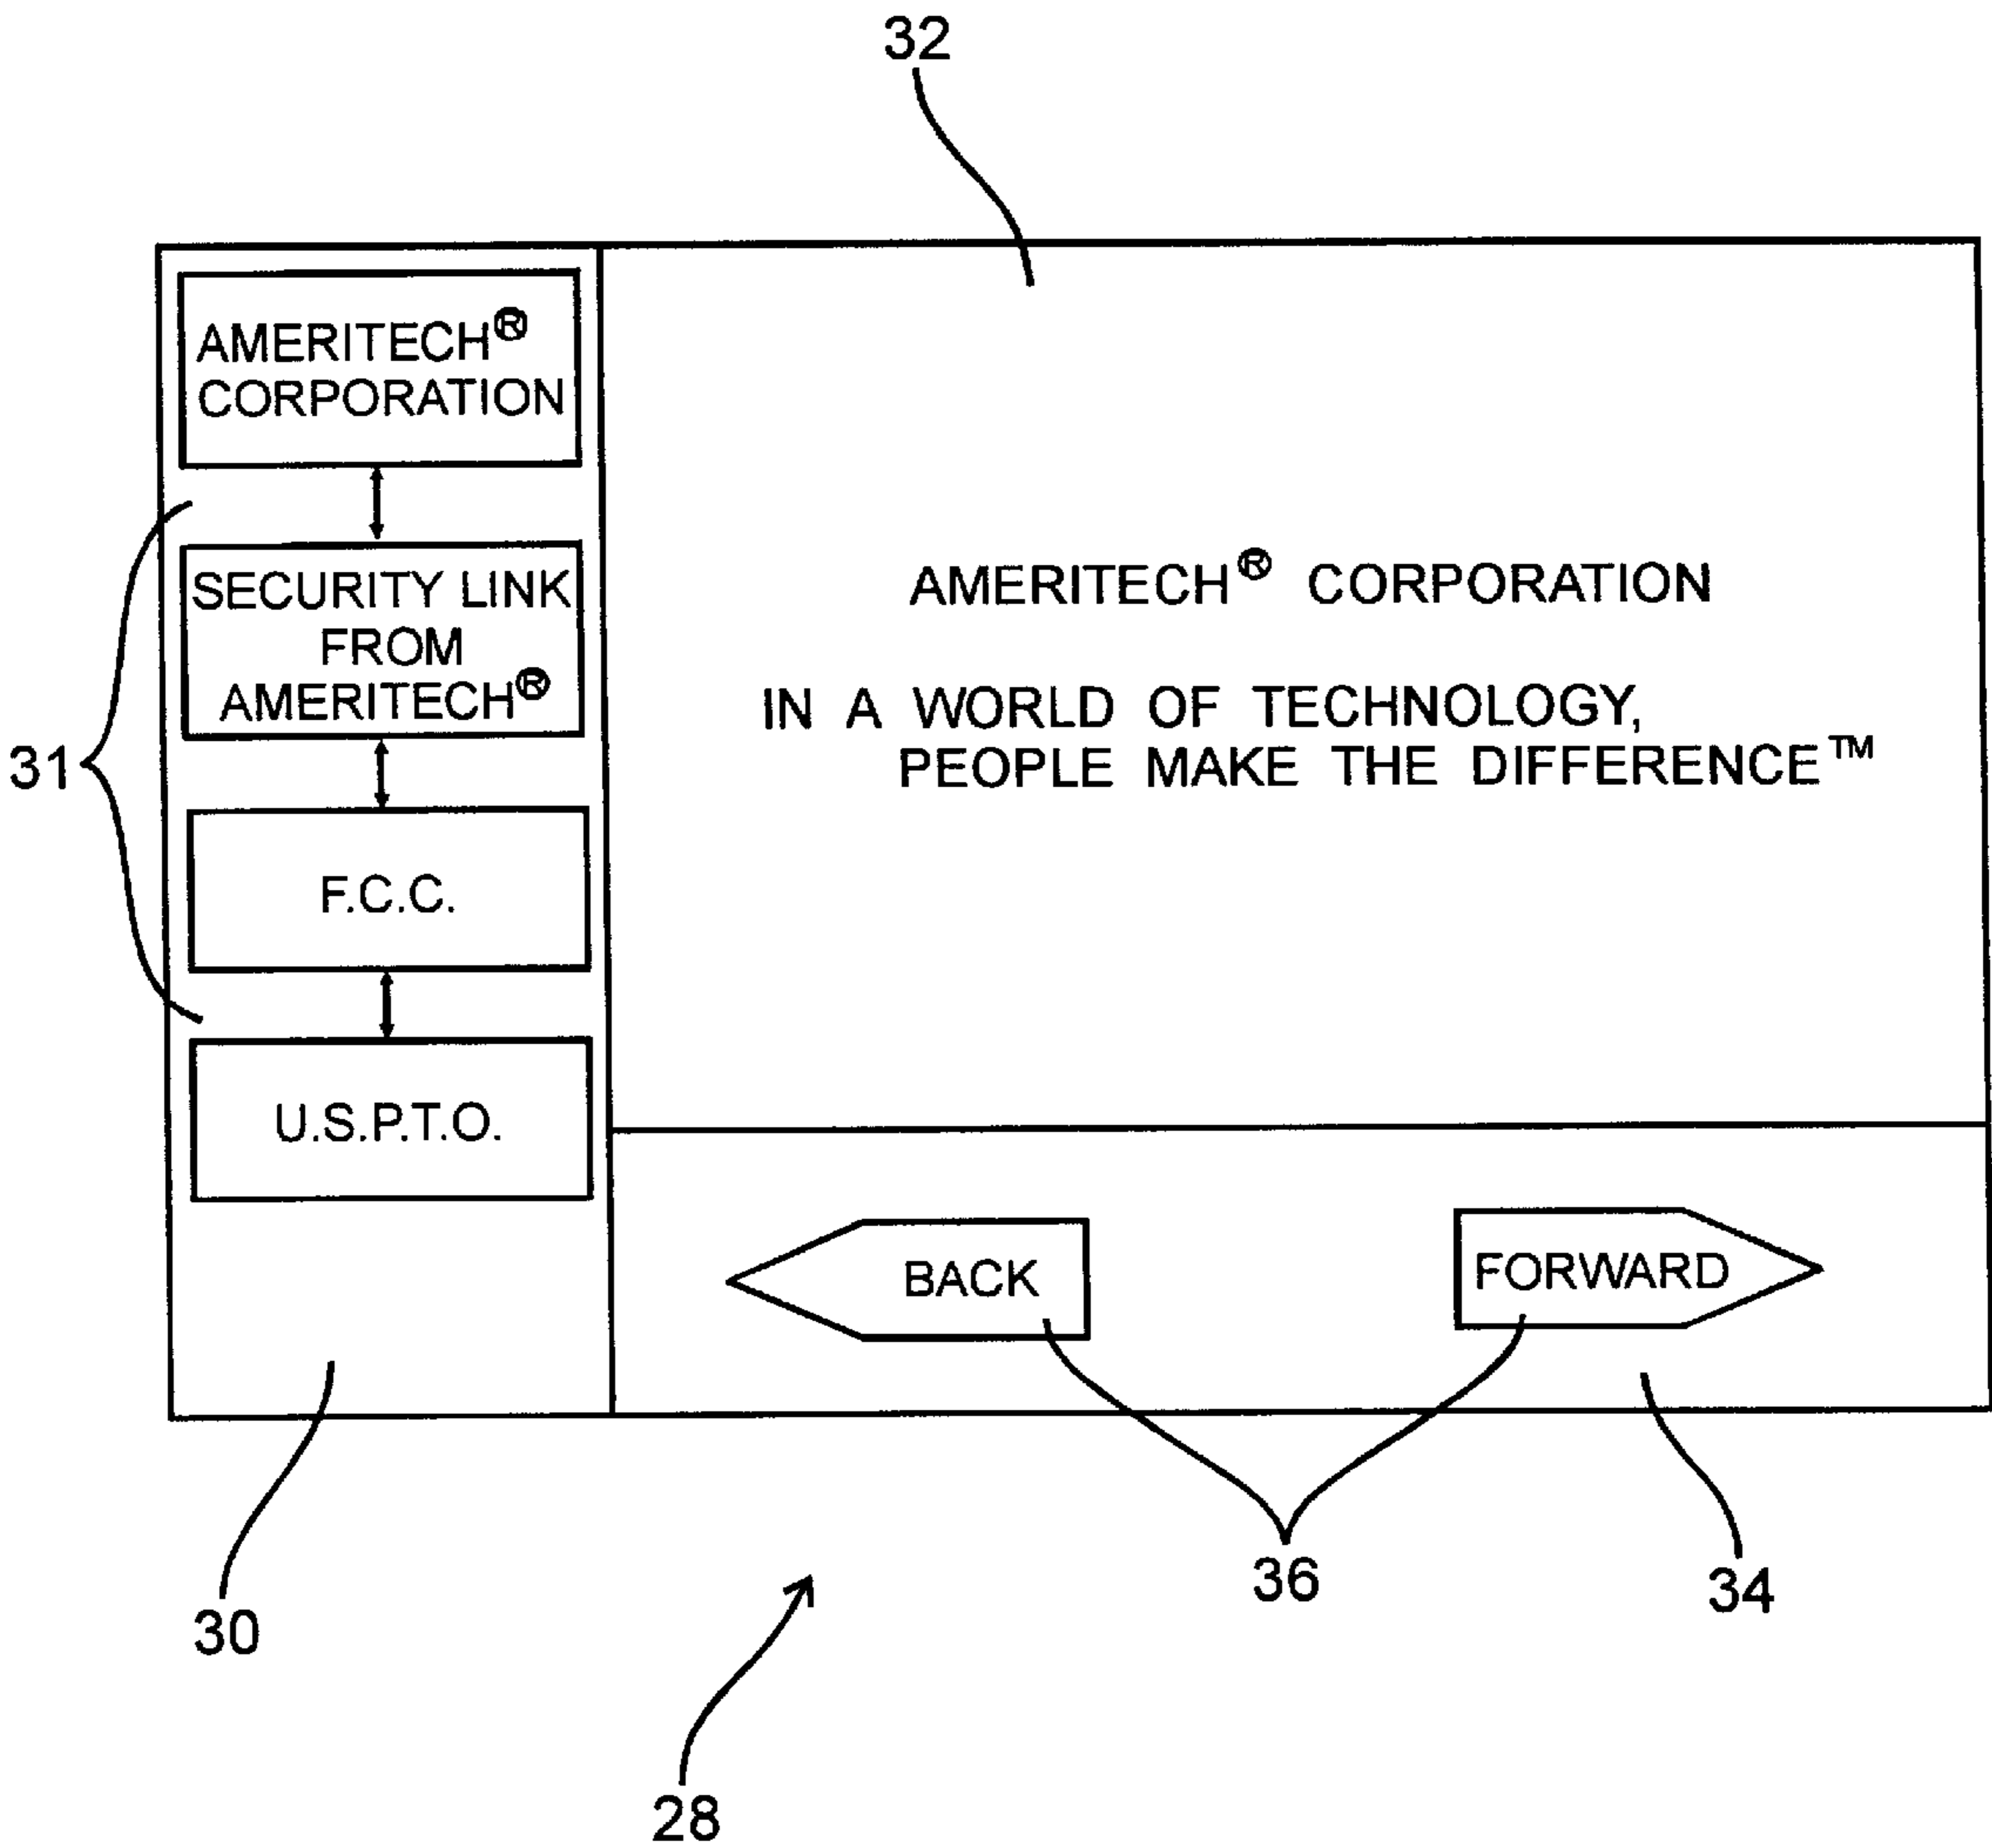 32
AMERITECH®
CORPORATION
SECURITY LINK
FROM
AMERITECH®
31
F.C.C.
U.S.P.T.O.
AMERITECH® CORPORATION
IN A WORLD OF TECHNOLOGY,
PEOPLE MAKE THE DIFFERENCE™
BACK
FORWARD
30
36
34
28